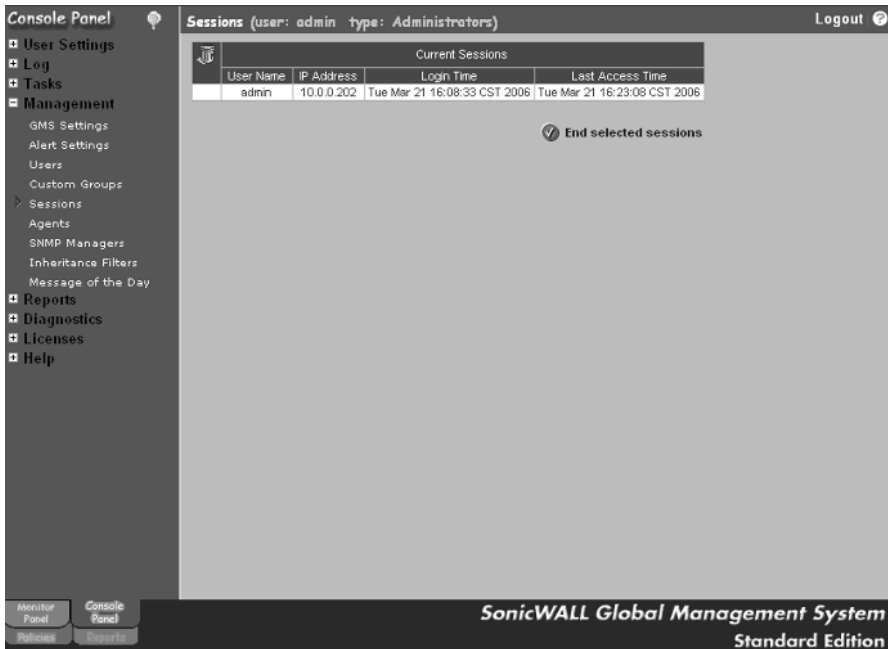 Console Panel
User Settings
Log
Tasks
Management
GMS Settings
Alert Settings
Users
Custom Groups
Sessions
Agents
SNMP Managers
Inheritance Filters
Message of the Day
Reports
Diagnostics
Licenses
Help
Sessions (user: admin type: Administrators)
Logout ?
Current Sessions
User Name IP Address Login Time Last Access Time
admin 10.0.0.202 Tue Mar 21 16:08:33 CST 2006 Tue Mar 21 16:23:08 CST 2006
End selected sessions
Monitor Panel
Console Panel
Policies
Reports
SonicWALL Global Management System
Standard Edition